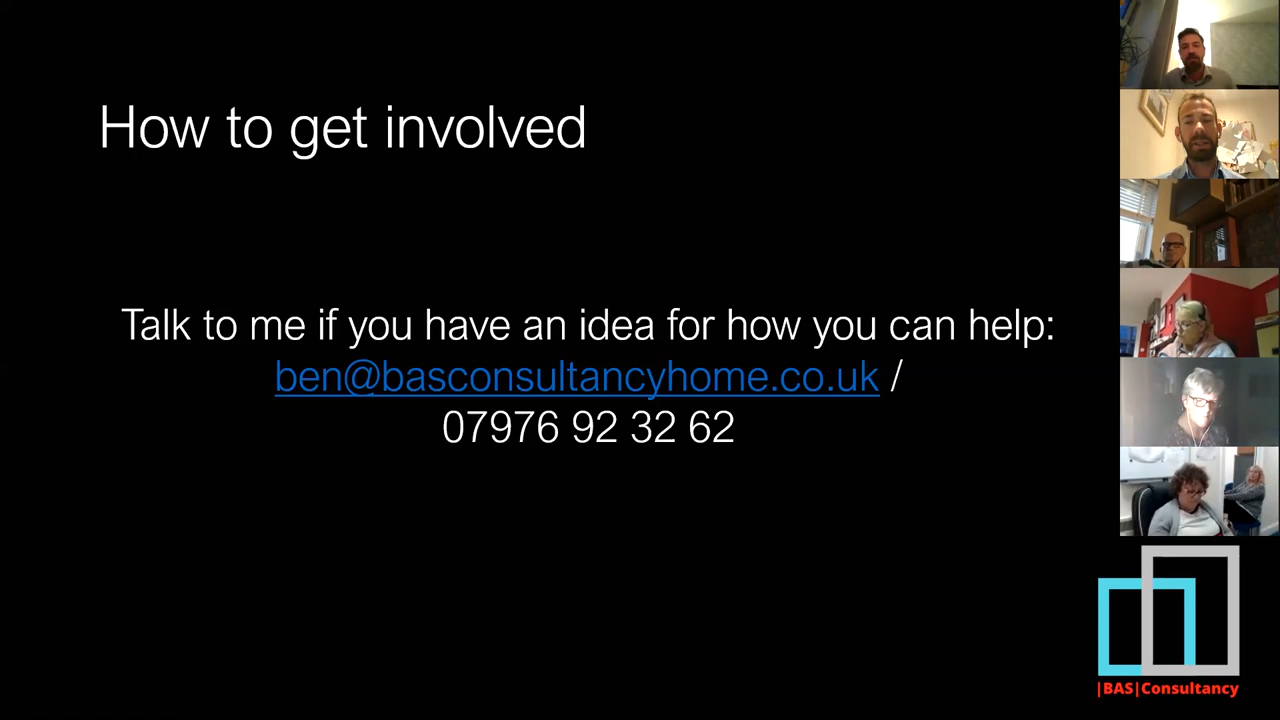 How to get involved
Talk to me if you have an idea for how you can help:
ben@basconsultancyhome.co.uk /
07976 92 32 62
|BAS|Consultancy